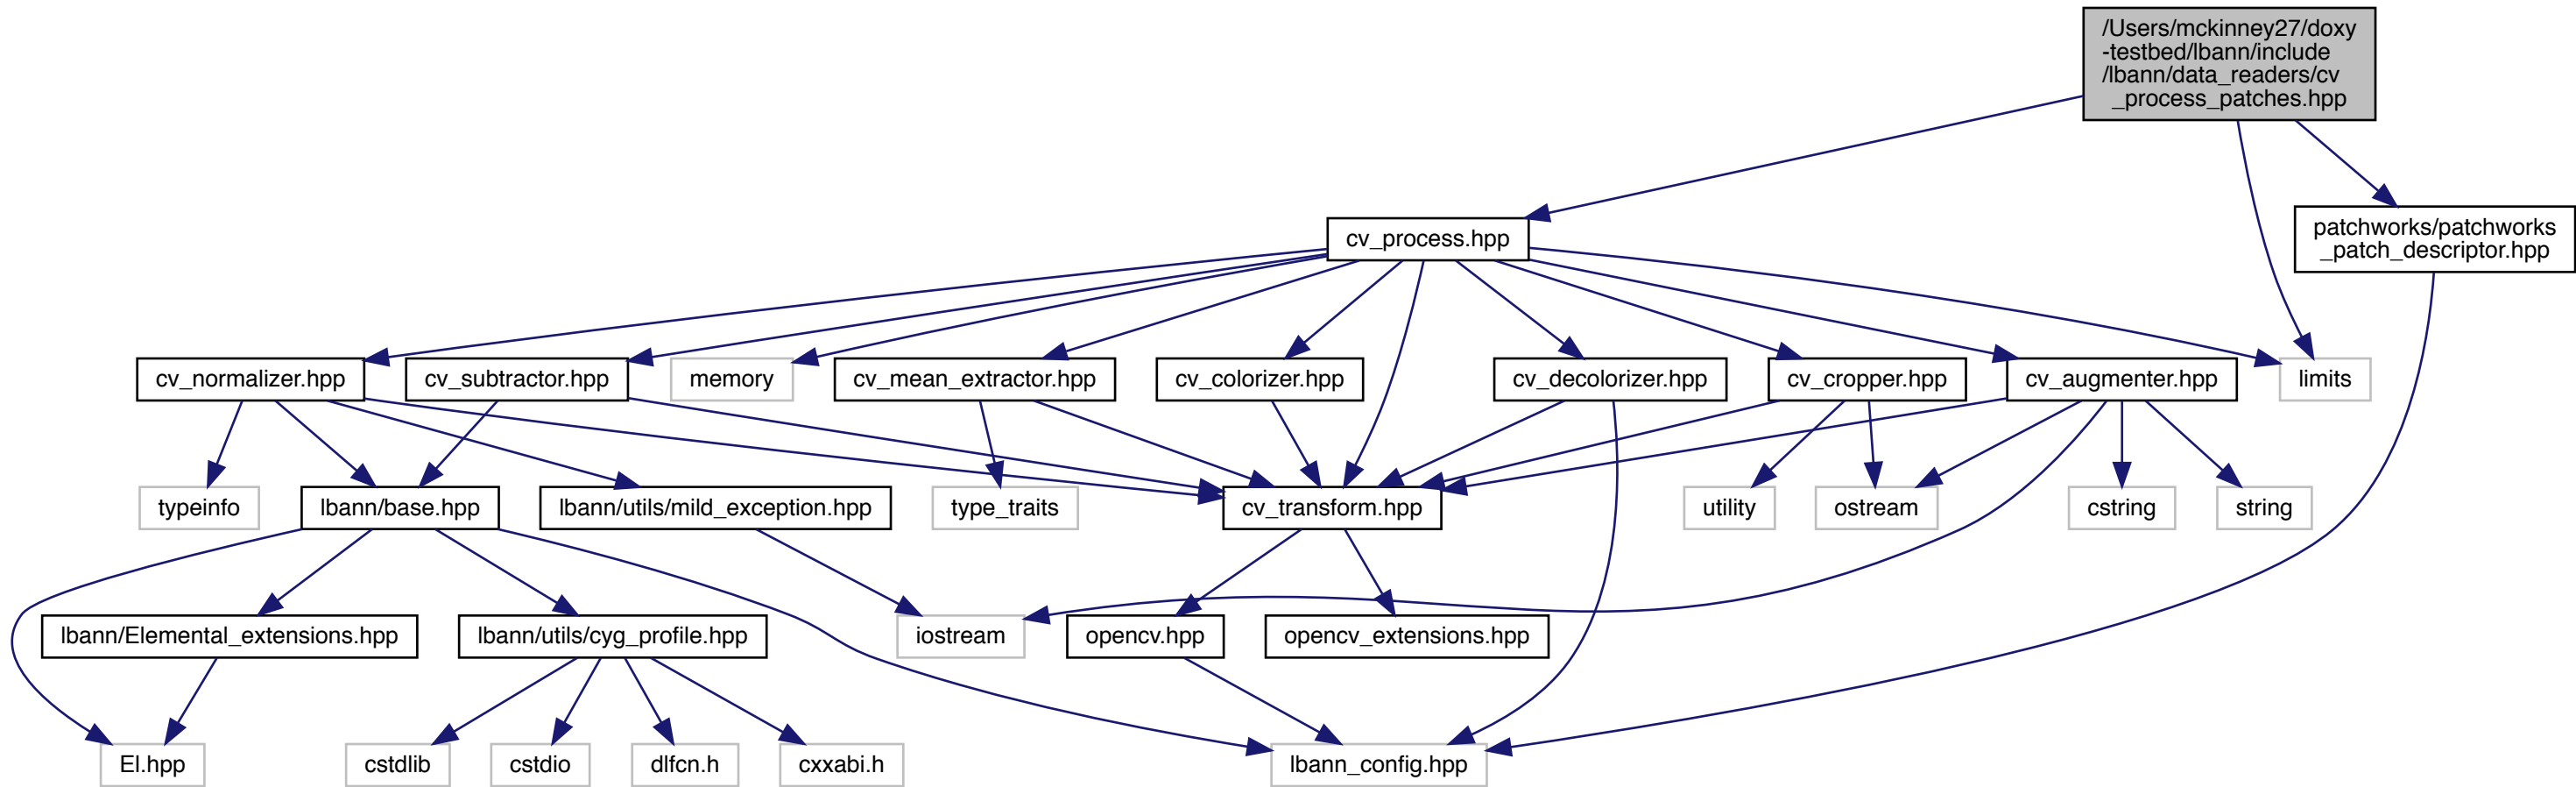 /Users/mckinney27/doxy
-testbed/lbann/include
/lbann/data_readers/cv
_process_patches.hpp
cv_process.hpp
patchworks/patchworks
_patch_descriptor.hpp
cv_normalizer.hpp
cv_subtractor.hpp
memory
cv_mean_extractor.hpp
cv_colorizer.hpp
cv_decolorizer.hpp
cv_cropper.hpp
cv_augmenter.hpp
limits
typeinfo
lbann/base.hpp
lbann/utils/mild_exception.hpp
type_traits
cv_transform.hpp
utility
ostream
cstring
string
lbann/Elemental_extensions.hpp
lbann/utils/cyg_profile.hpp
iostream
opencv.hpp
opencv_extensions.hpp
El.hpp
cstdlib
cstdio
dlfcn.h
cxxabi.h
lbann_config.hpp